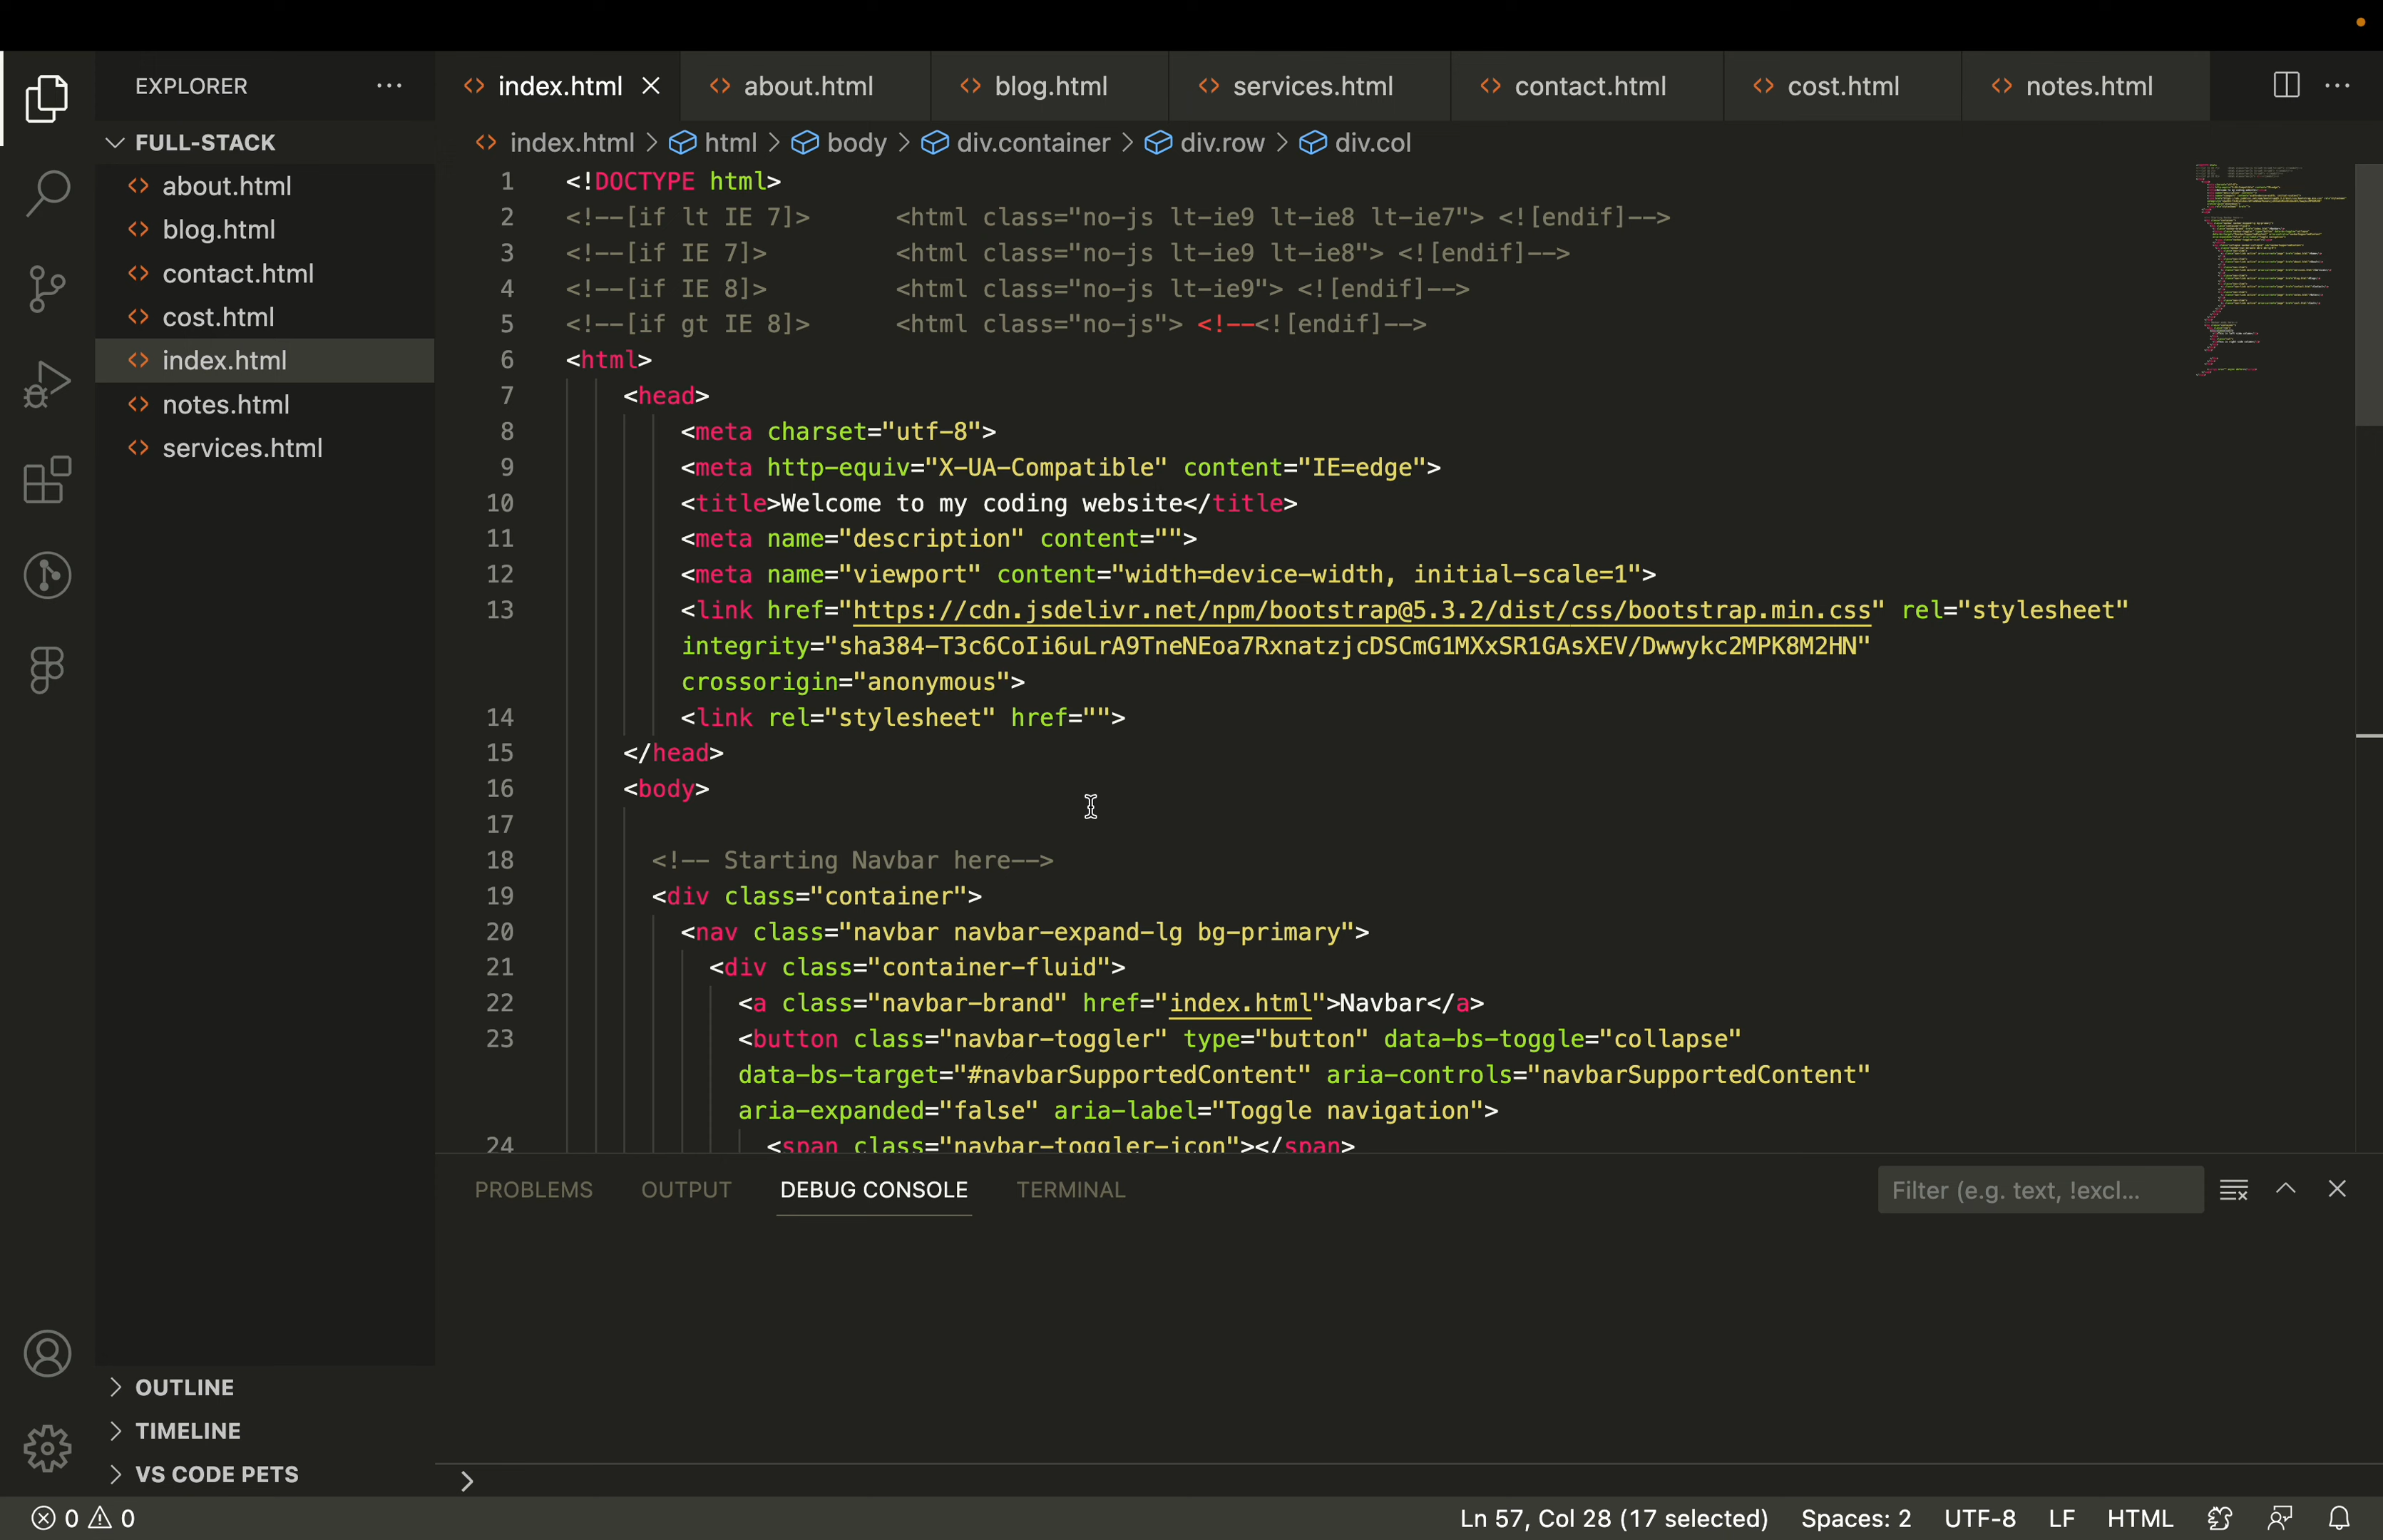 EXPLORER
FULL-STACK
about.html
blog.html
contact.html
cost.html
index.html
notes.html
services.html
OUTLINE
TIMELINE
VS CODE PETS
index.html
about.html
blog.html
services.html
contact.html
cost.html
notes.html
index.html > html > body > div.container > div.row > div.col
1 <!DOCTYPE html>
2 <!--[if lt IE 7]>      <html class="no-js lt-ie9 lt-ie8 lt-ie7"> <![endif]-->
3 <!--[if IE 7]>         <html class="no-js lt-ie9 lt-ie8"> <![endif]-->
4 <!--[if IE 8]>         <html class="no-js lt-ie9"> <![endif]-->
5 <!--[if gt IE 8]>      <html class="no-js"> <!--<![endif]-->
6 <html>
7 <head>
8 <meta charset="utf-8">
9 <meta http-equiv="X-UA-Compatible" content="IE=edge">
10 <title>Welcome to my coding website</title>
11 <meta name="description" content="">
12 <meta name="viewport" content="width=device-width, initial-scale=1">
13 <link href="https://cdn.jsdelivr.net/npm/bootstrap@5.3.2/dist/css/bootstrap.min.css" rel="stylesheet"
integrity="sha384-T3c6CoIi6uLrA9TneNEoa7RxnatzjcDSCmG1MXxSR1GAsXEV/Dwwykc2MPK8M2HN"
crossorigin="anonymous">
14 <link rel="stylesheet" href="">
15 </head>
16 <body>
17
18 <!-- Starting Navbar here-->
19 <div class="container">
20 <nav class="navbar navbar-expand-lg bg-primary">
21 <div class="container-fluid">
22 <a class="navbar-brand" href="index.html">Navbar</a>
23 <button class="navbar-toggler" type="button" data-bs-toggle="collapse"
data-bs-target="#navbarSupportedContent" aria-controls="navbarSupportedContent"
aria-expanded="false" aria-label="Toggle navigation">
24 <span class="navbar-toggler-icon"></span>
PROBLEMS
OUTPUT
DEBUG CONSOLE
TERMINAL
Filter (e.g. text, !excl...
0
0
Ln 57, Col 28 (17 selected)
Spaces: 2
UTF-8
LF
HTML